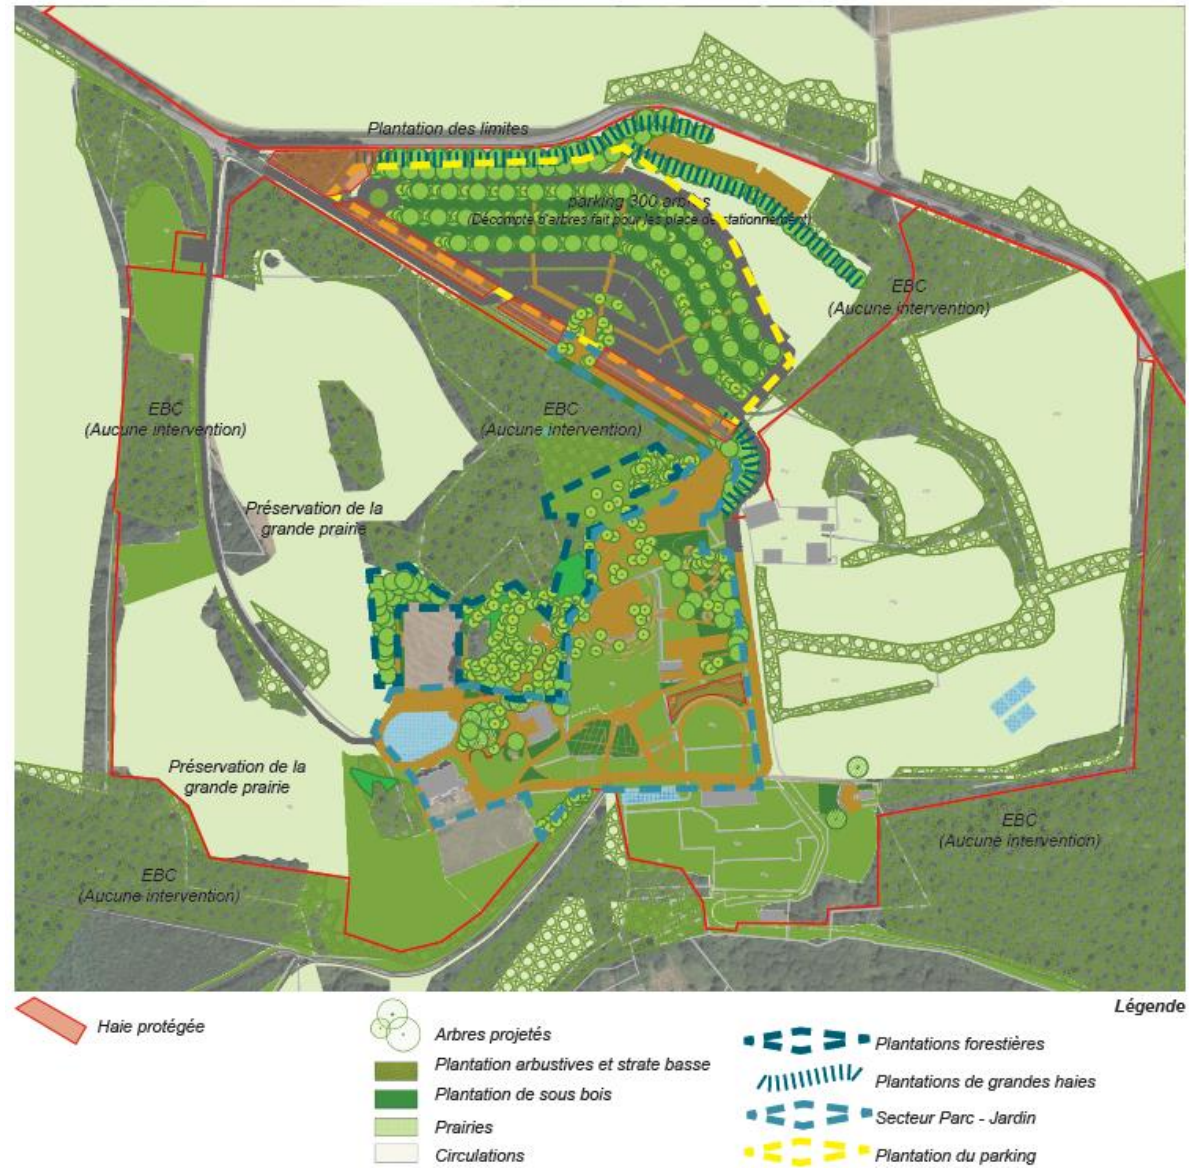 Plantation des limites
parking 300 arbres
(Décompte d'arbres fait pour les place de stationnement)
EBC
(Aucune intervention)
EBC
(Aucune intervention)
EBC
(Aucune intervention)
Préservation de la
grande prairie
Préservation de la
grande prairie
EBC
(Aucune intervention)
EBC
(Aucune intervention)
Légende
Haie protégée
Arbres projetés
Plantation arbustives et strate basse
Plantation de sous bois
Prairies
Circulations
Plantations forestières
Plantations de grandes haies
Secteur Parc - Jardin
Plantation du parking